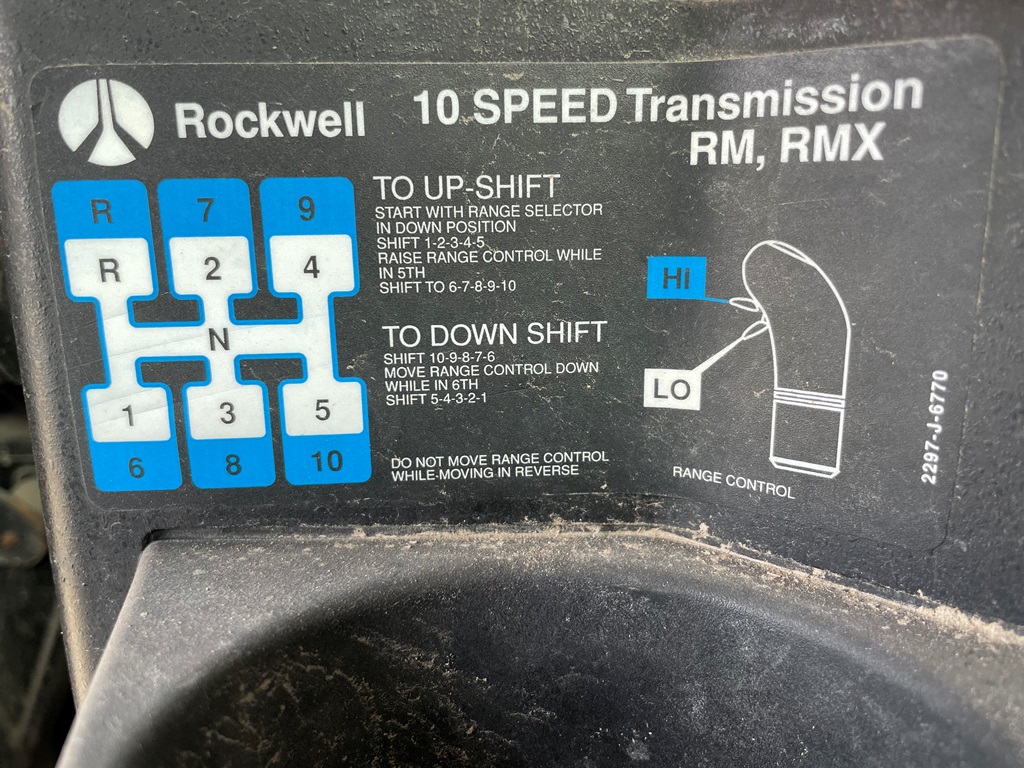 Rockwell
10 SPEED Transmission
RM, RMX
R 7 9
R 2 4
N
1 3 5
6 8 10
TO UP-SHIFT
START WITH RANGE SELECTOR
IN DOWN POSITION
SHIFT 1-2-3-4-5
RAISE RANGE CONTROL WHILE
IN 5TH
SHIFT TO 6-7-8-9-10
TO DOWN SHIFT
SHIFT 10-9-8-7-6
MOVE RANGE CONTROL DOWN
WHILE IN 6TH
SHIFT 5-4-3-2-1
DO NOT MOVE RANGE CONTROL
WHILE MOVING IN REVERSE
Hi
LO
RANGE CONTROL
2297-J-6770